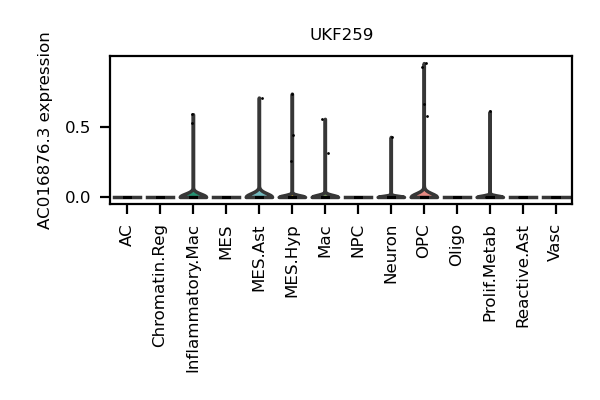 UKF259
AC016876.3 expression
0.5
0.0
AC
Chromatin.Reg
Inflammatory.Mac
MES
MES.Ast
MES.Hyp
Mac
NPC
Neuron
OPC
Oligo
Prolif.Metab
Reactive.Ast
Vasc